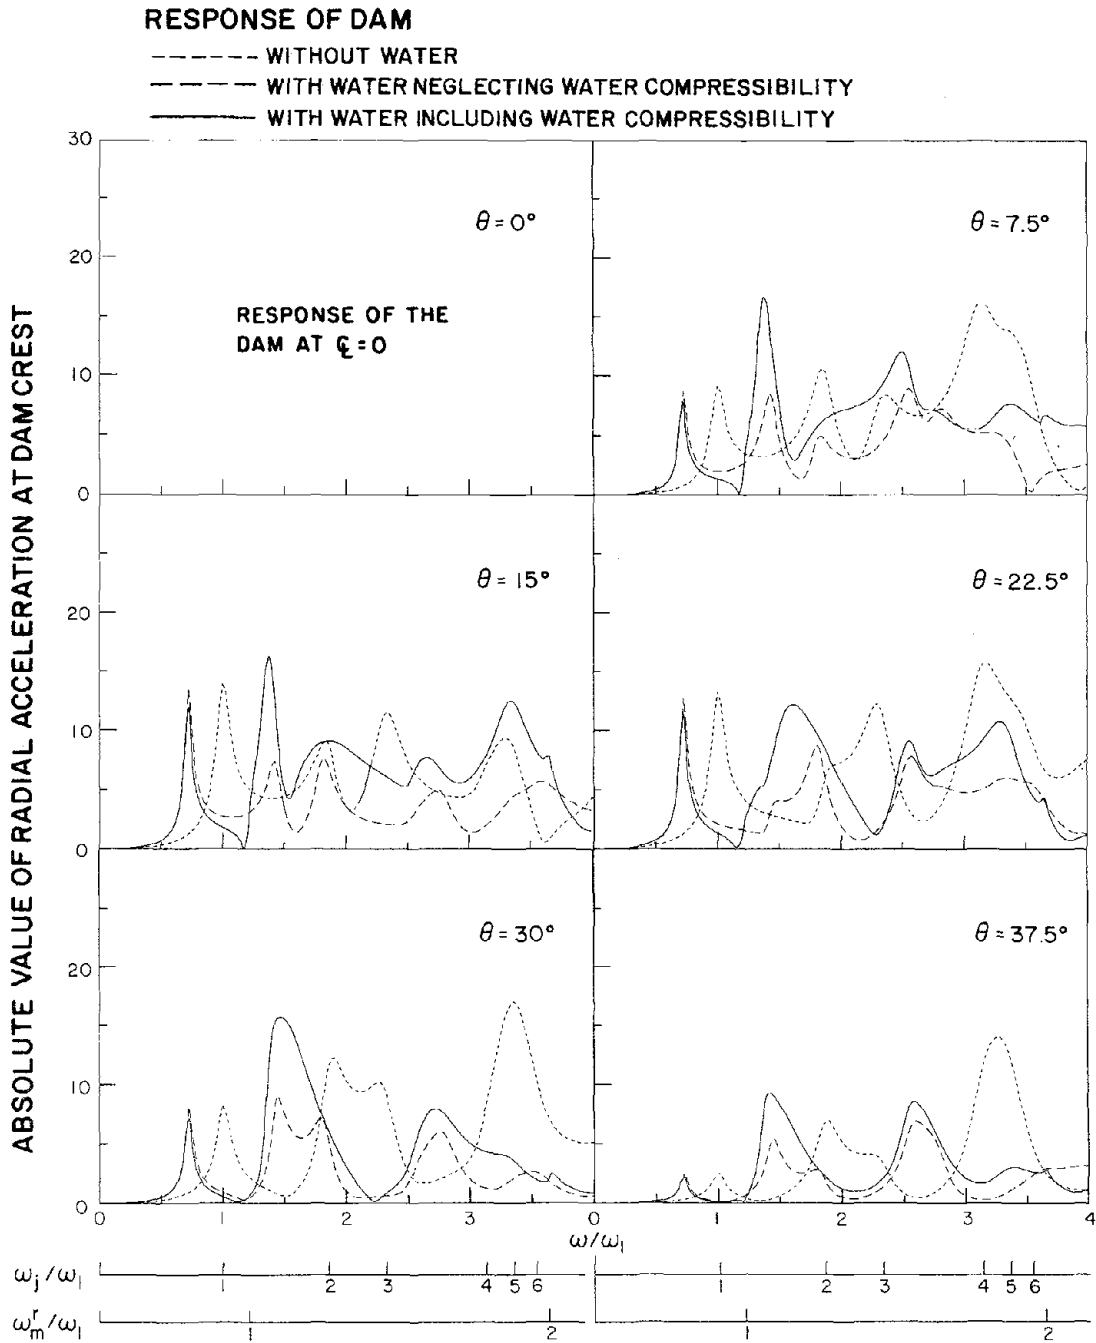 RESPONSE OF DAM
WITHOUT WATER
WITH WATER NEGLECTING WATER COMPRESSIBILITY
WITH WATER INCLUDING WATER COMPRESSIBILITY
ABSOLUTE VALUE OF RADIAL ACCELERATION AT DAM CREST
30
20
10
0
θ = 0°
RESPONSE OF THE
DAM AT ℄ = 0
θ = 7.5°
20
10
0
θ = 15°
θ = 22.5°
20
10
0
θ = 30°
θ = 37.5°
0 1 2 3 0 1 2 3 4
ω/ω₁
ωⱼ/ω₁ 1 2 3 4 5 6 1 2 3 4 5 6
ωᵣₘ/ω₁ 1 2 1 2